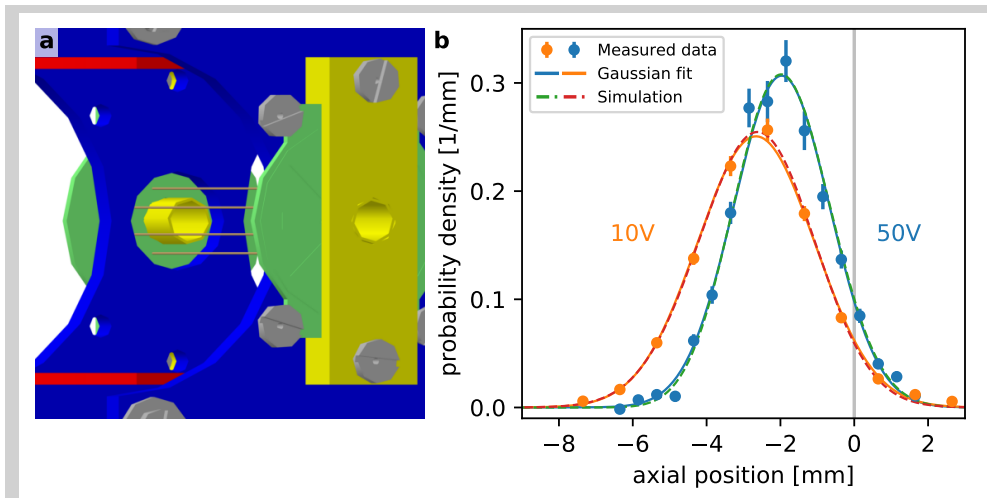 a
b
Measured data
Gaussian fit
Simulation
10V
50V
probability density [1/mm]
0.3
0.2
0.1
0.0
−8
−6
−4
−2
0
2
axial position [mm]